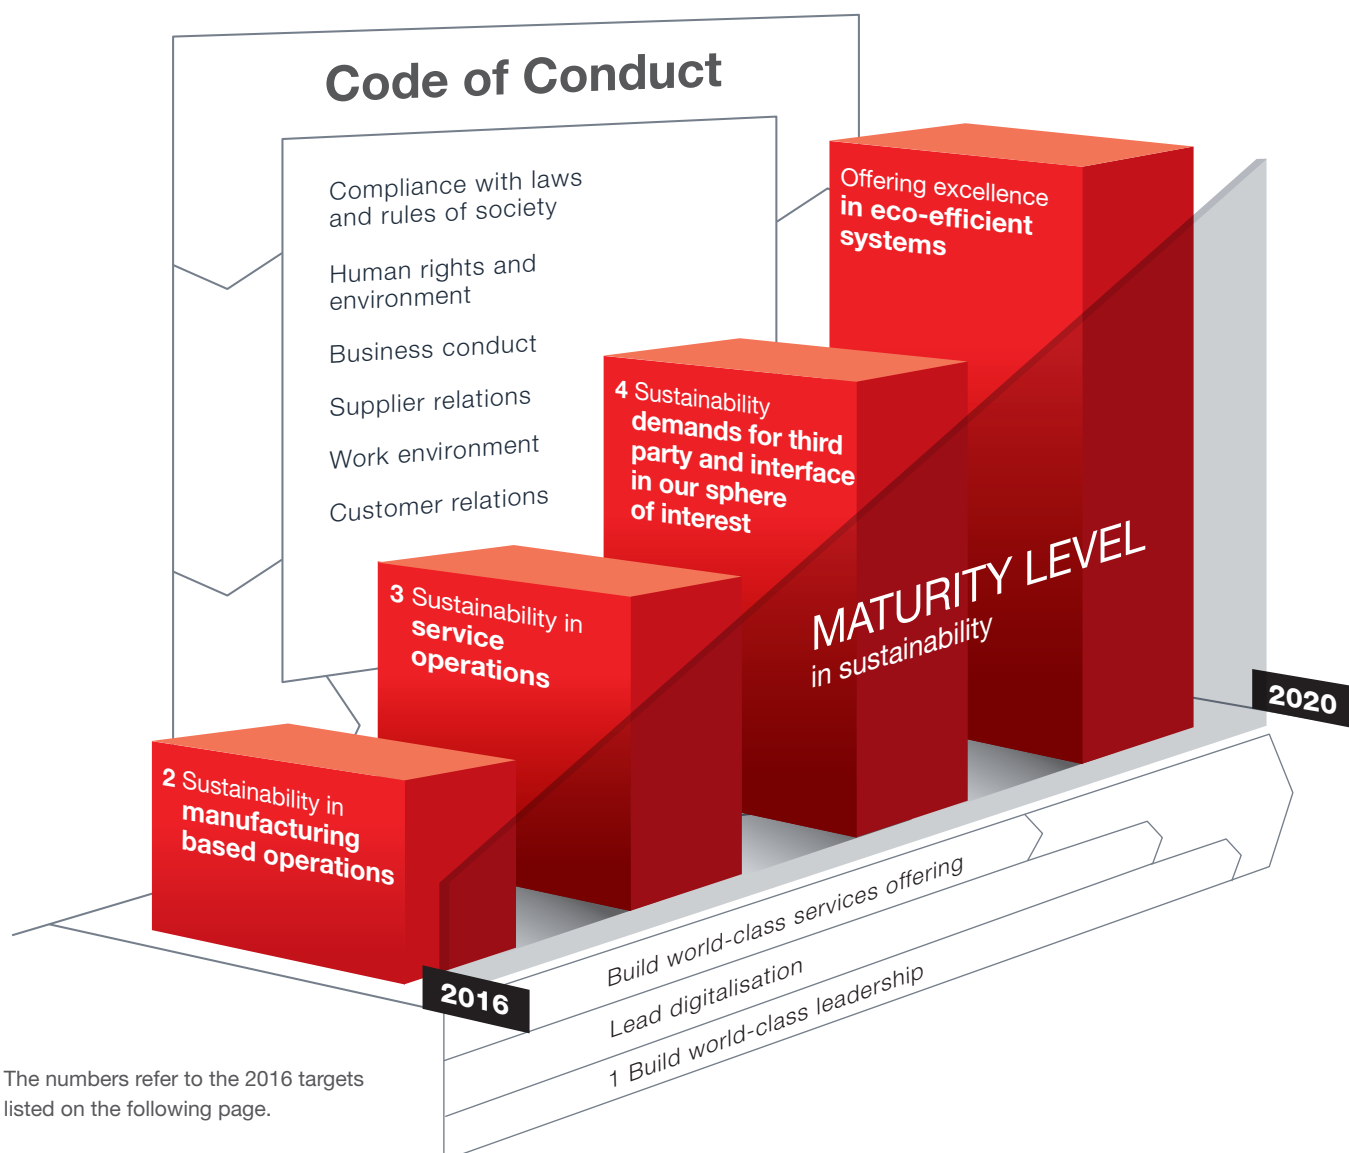 Code of Conduct
Compliance with laws
and rules of society
Human rights and
environment
Business conduct
Supplier relations
Work environment
Customer relations
Offering excellence
in eco-efficient
systems
4 Sustainability
demands for third
party and interface
in our sphere
of interest
3 Sustainability in
service
operations
2 Sustainability in
manufacturing
based operations
MATURITY LEVEL
in sustainability
2020
2016
Build world-class services offering
Lead digitalisation
1 Build world-class leadership
The numbers refer to the 2016 targets
listed on the following page.